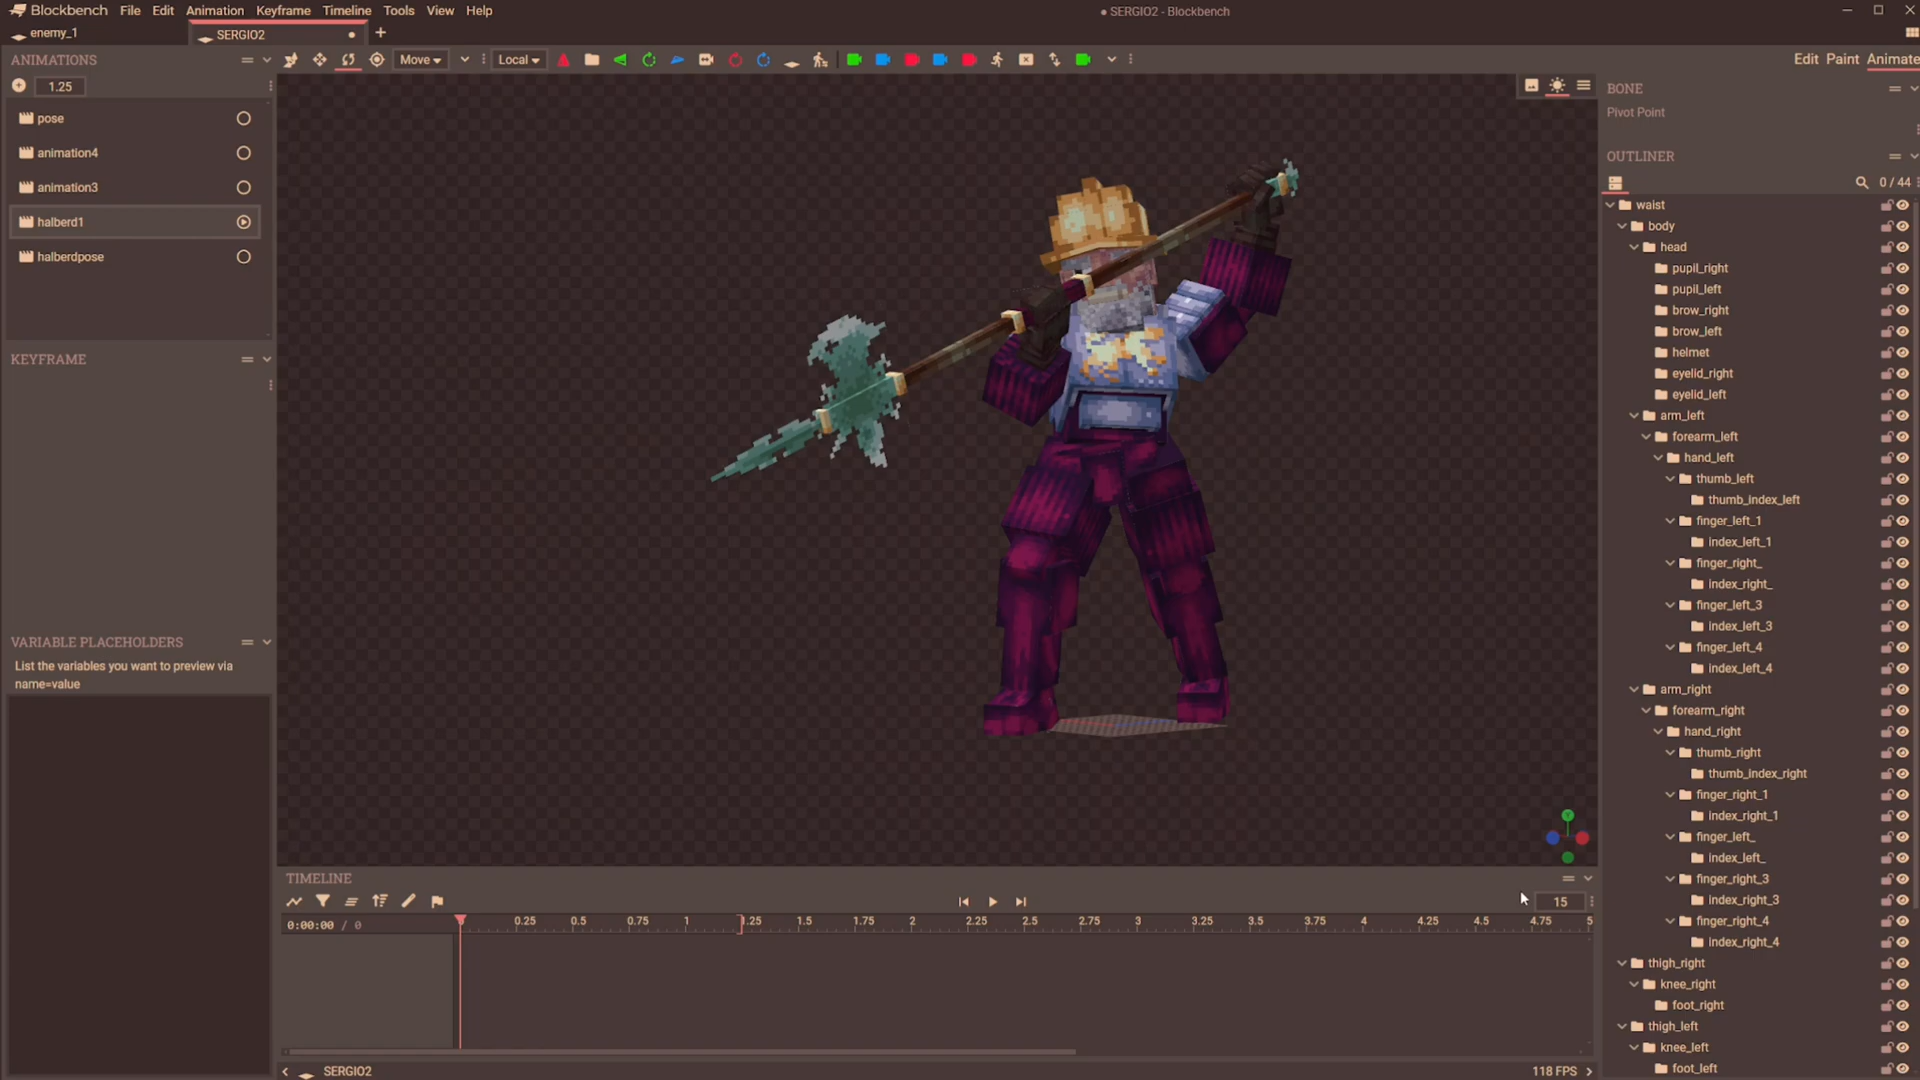 Blockbench File Edit Animation Keyframe Timeline Tools View Help
SERGIO2 - Blockbench
enemy_1
SERGIO2
ANIMATIONS
Move
Local
Edit Paint Animate
1.25
pose
animation4
animation3
halberd1
halberdpose
KEYFRAME
VARIABLE PLACEHOLDERS
List the variables you want to preview via
name=value
BONE
Pivot Point
OUTLINER
0 / 44
waist
body
head
pupil_right
pupil_left
brow_right
brow_left
helmet
eyelid_right
eyelid_left
arm_left
forearm_left
hand_left
thumb_left
thumb_index_left
finger_left_1
index_left_1
finger_right_
index_right_
finger_left_3
index_left_3
finger_left_4
index_left_4
arm_right
forearm_right
hand_right
thumb_right
thumb_index_right
finger_right_1
index_right_1
finger_left_
index_left_
finger_right_3
index_right_3
finger_right_4
index_right_4
thigh_right
knee_right
foot_right
thigh_left
knee_left
foot_left
TIMELINE
15
0:00:00 / 0
0.25 0.5 0.75 1 1.25 1.5 1.75 2 2.25 2.5 2.75 3 3.25 3.5 3.75 4 4.25 4.5 4.75 5
SERGIO2
118 FPS